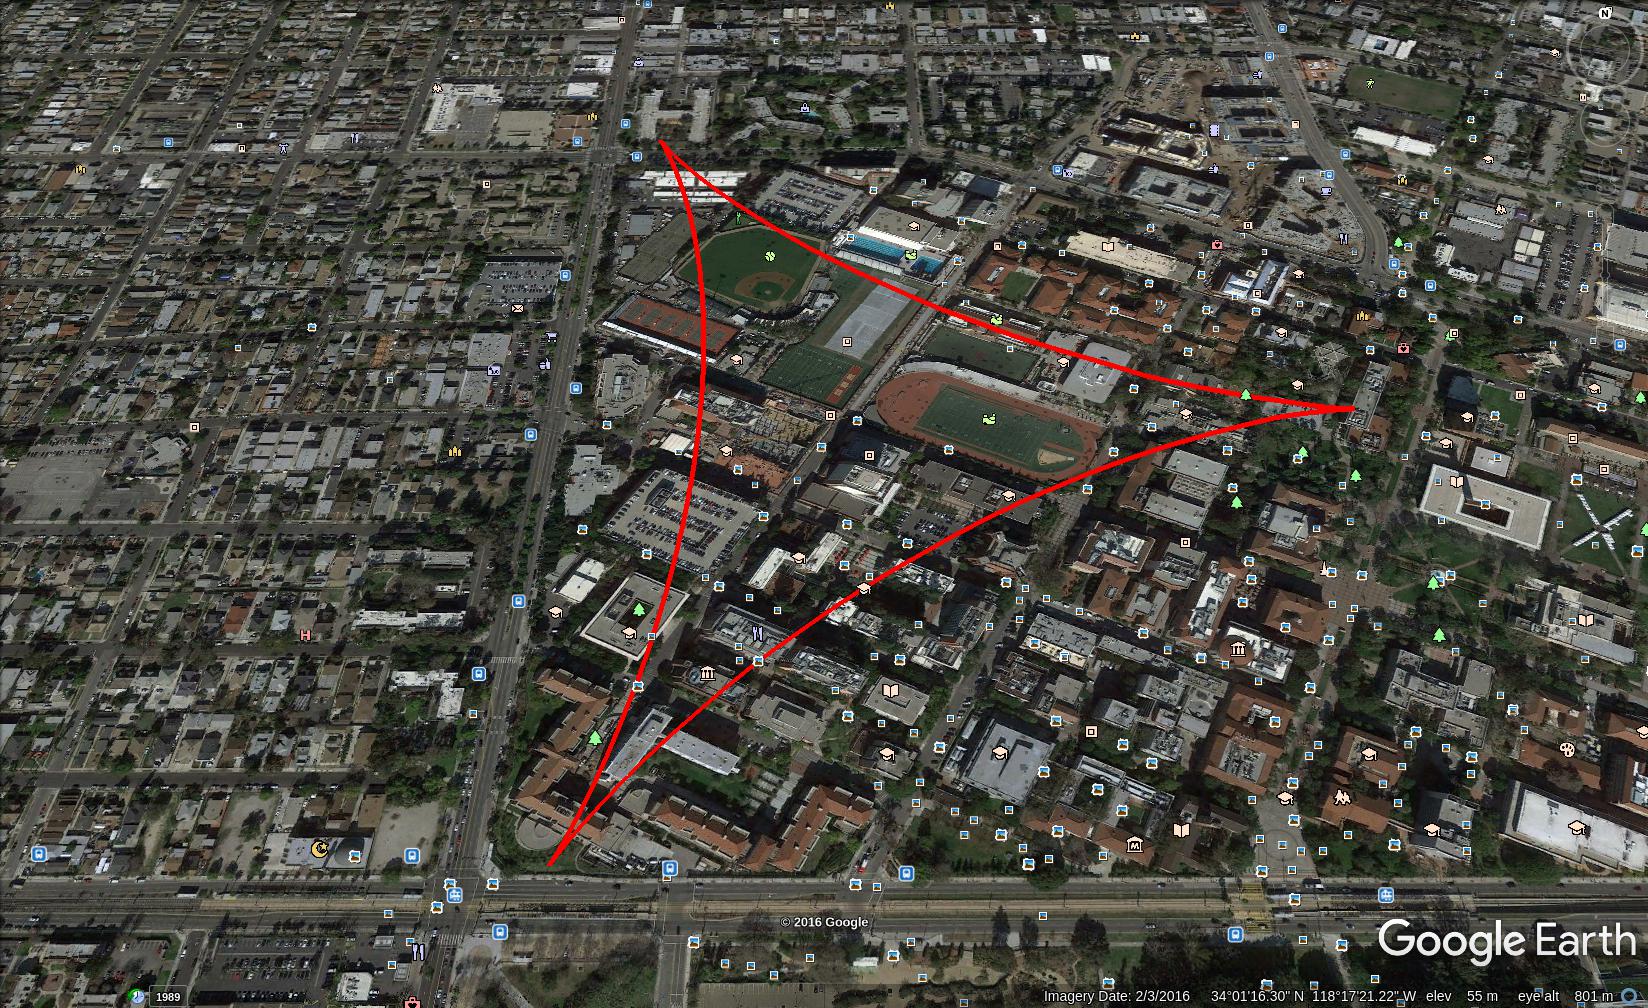 N
© 2016 Google
Google Earth
1989
Imagery Date: 2/3/2016 34°01'16.30" N 118°17'21.22" W elev 55 m eye alt 801 m